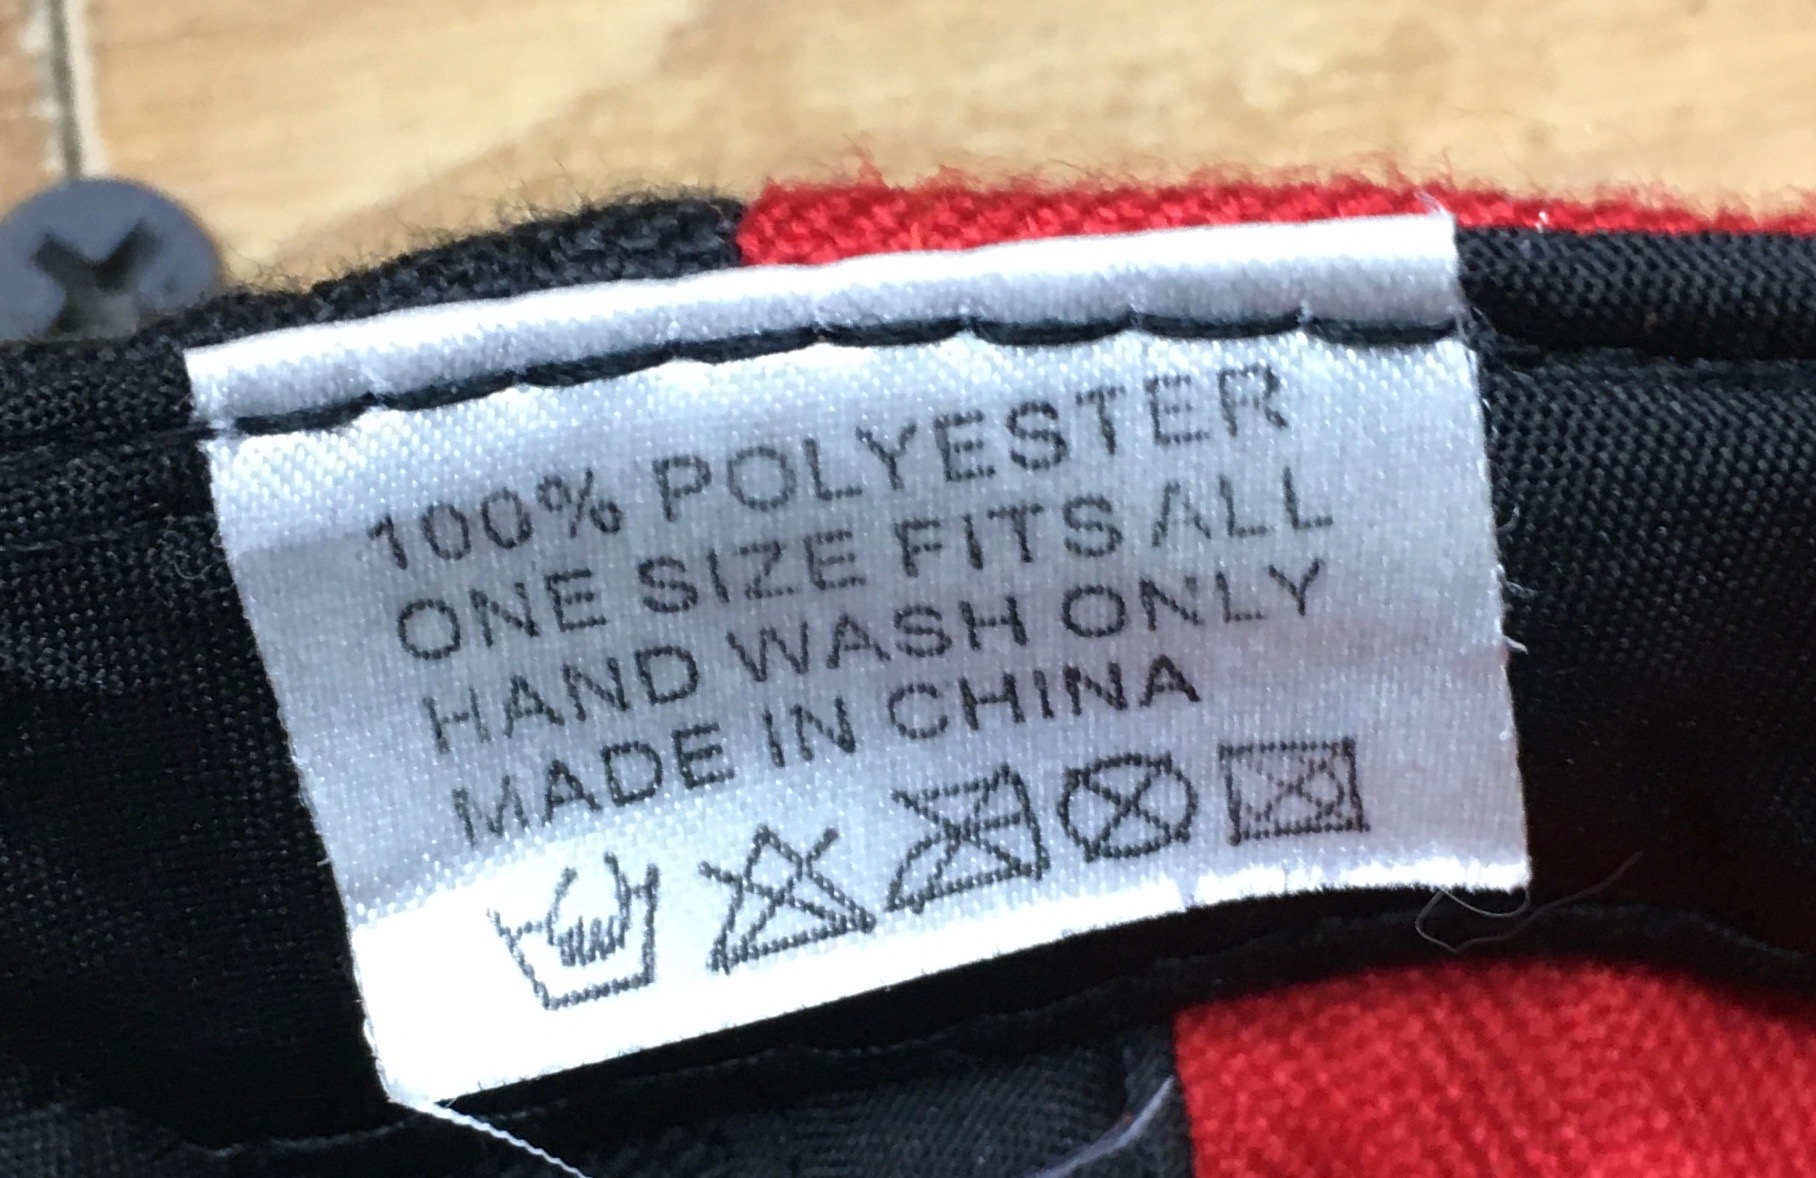 100% POLYESTER
ONE SIZE FITS ALL
HAND WASH ONLY
MADE IN CHINA